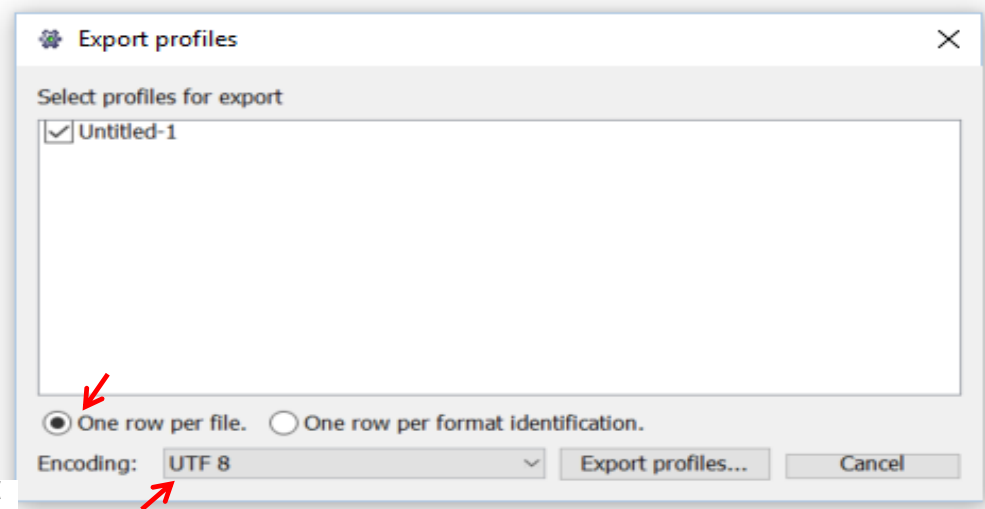 Export profiles
Select profiles for export
Untitled-1
One row per file. One row per format identification.
Encoding: UTF 8 Export profiles... Cancel